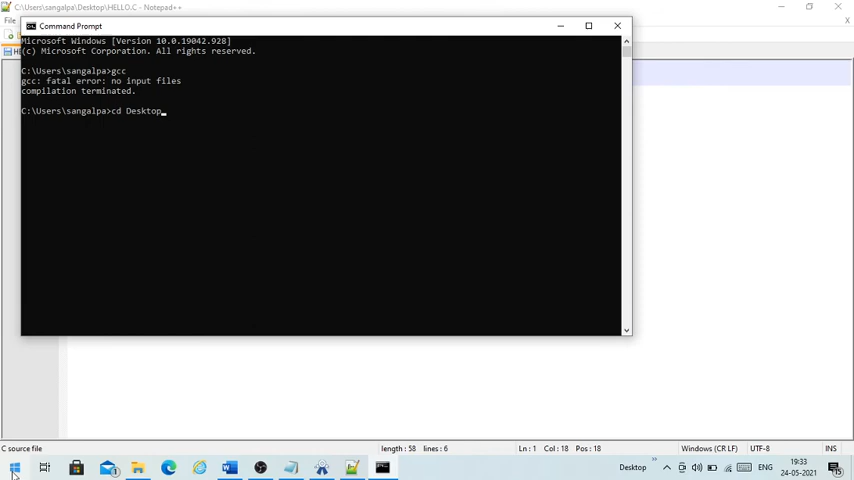 C:\Users\sangalpa\Desktop\HELLO.C - Notepad++
File
Command Prompt
Microsoft Windows [Version 10.0.19042.928]
(c) Microsoft Corporation. All rights reserved.
C:\Users\sangalpa>gcc
gcc: fatal error: no input files
compilation terminated.
C:\Users\sangalpa>cd Desktop
C source file
length : 58 lines : 6
Ln : 1 Col : 18 Pos : 18
Windows (CR LF)
UTF-8
INS
Desktop
ENG
19:33
24-05-2021